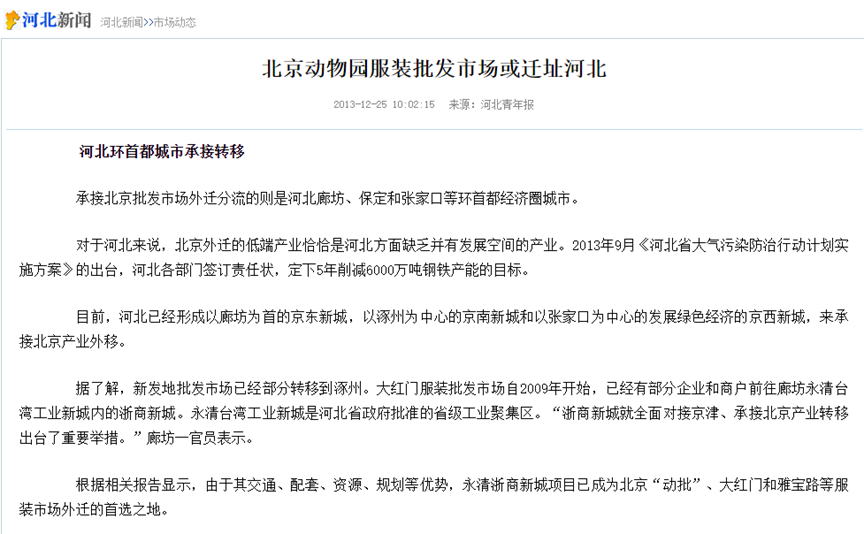 河北新闻 河北新闻>>市场动态
北京动物园服装批发市场或迁址河北
2013-12-25 10:02:15 来源：河北青年报
河北环首都城市承接转移
承接北京批发市场外迁分流的则是河北廊坊、保定和张家口等环首都经济圈城市。
对于河北来说，北京外迁的低端产业恰恰是河北方面缺乏并有发展空间的产业。2013年9月《河北省大气污染防治行动计划实
施方案》的出台，河北各部门签订责任状，定下5年削减6000万吨钢铁产能的目标。
目前，河北已经形成以廊坊为首的京东新城，以涿州为中心的京南新城和以张家口为中心的发展绿色经济的京西新城，来承
接北京产业外移。
据了解，新发地批发市场已经部分转移到涿州。大红门服装批发市场自2009年开始，已经有部分企业和商户前往廊坊永清台
湾工业新城内的浙商新城。永清台湾工业新城是河北省政府批准的省级工业聚集区。“浙商新城就全面对接京津、承接北京产业转移
出台了重要举措。”廊坊一官员表示。
根据相关报告显示，由于其交通、配套、资源、规划等优势，永清浙商新城项目已成为北京“动批”、大红门和雅宝路等服
装市场外迁的首选之地。